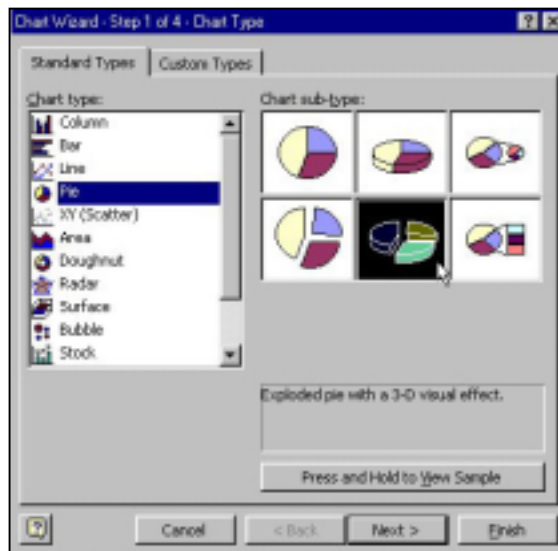 Chart Wizard - Step 1 of 4 - Chart Type
Standard Types Custom Types
Chart type:
Column
Bar
Line
Pie
XY (Scatter)
Area
Doughnut
Radar
Surface
Bubble
Stock
Chart sub-type:
Exploded pie with a 3-D visual effect.
Press and Hold to View Sample
Cancel < Back Next > Finish